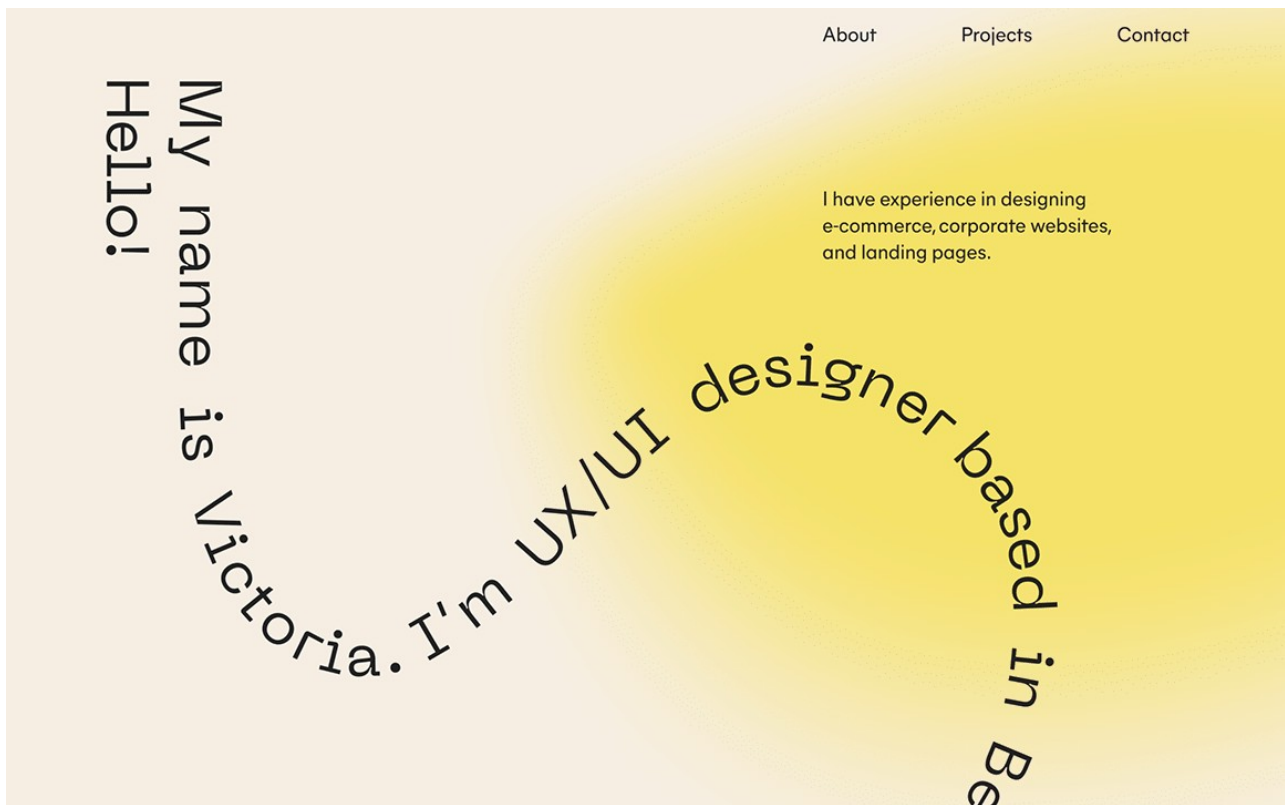 About
Projects
Contact
Hello!
My name is Victoria. I'm UX/UI designer based in Be
I have experience in designing
e-commerce, corporate websites,
and landing pages.